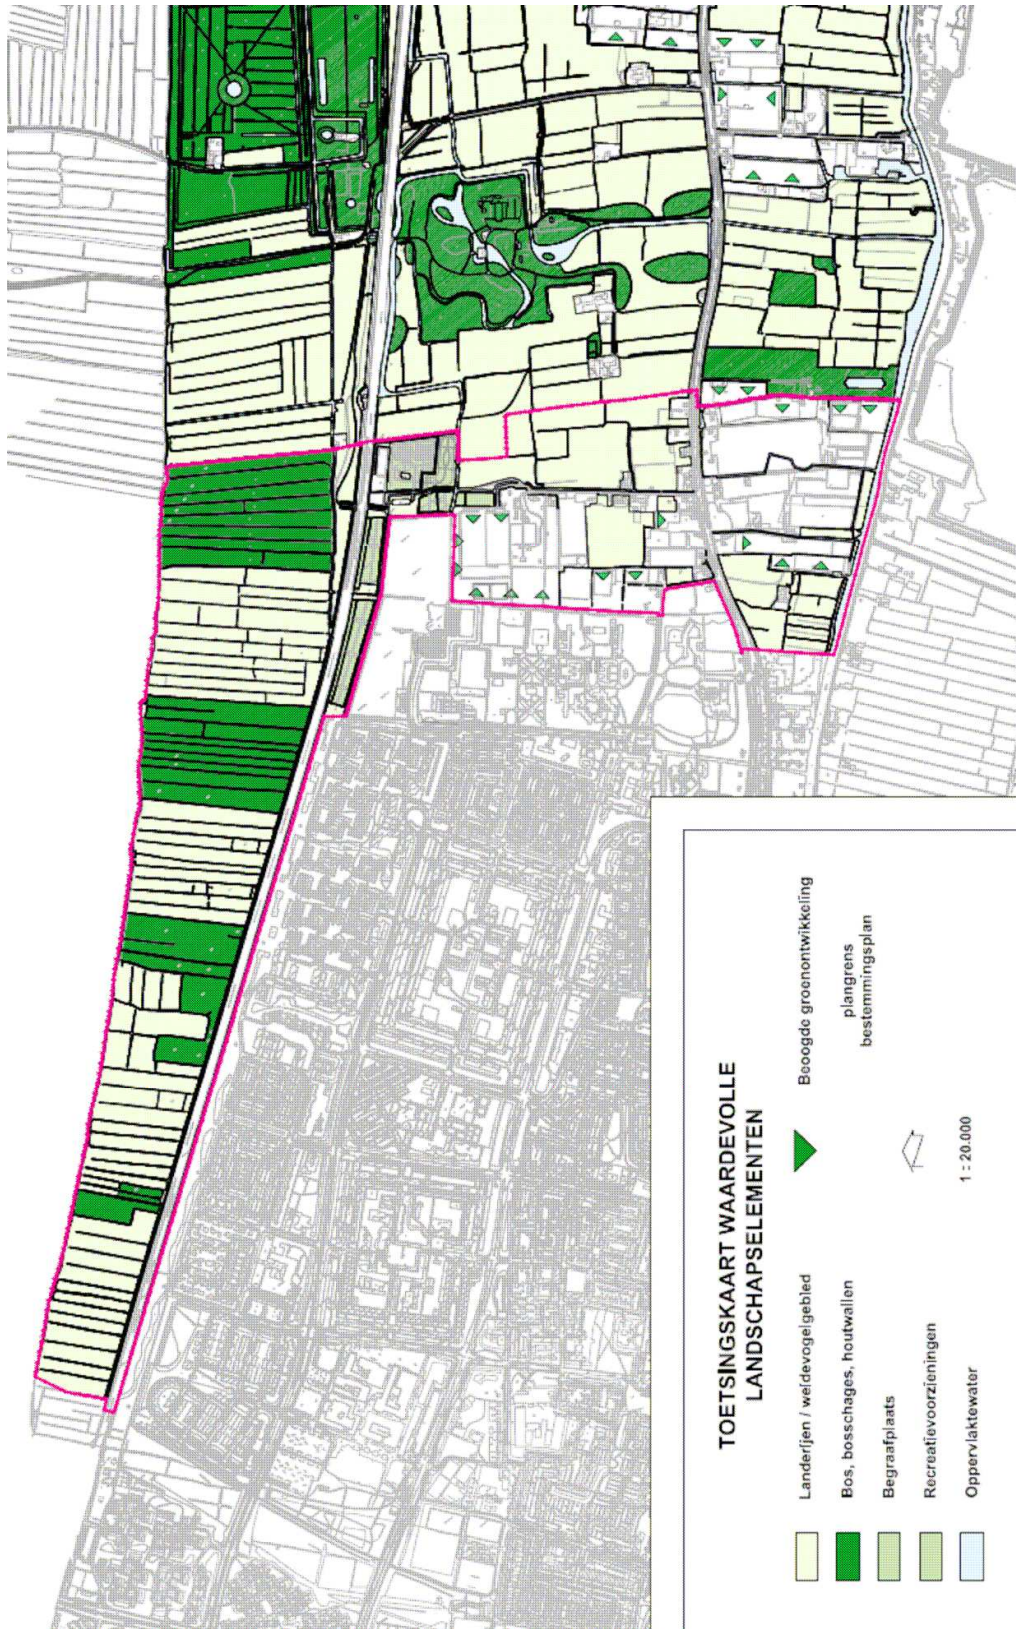 TOETSINGSKAART WAARDEVOLLE
LANDSCHAPSELEMENTEN
Landerijen / weidevogelgebied
Bos, bosschages, houtwallen
Begraafplaats
Recreatievoorzieningen
Oppervlaktewater
Beoogde groenontwikkeling
plangrens
bestemmingsplan
1 : 20.000